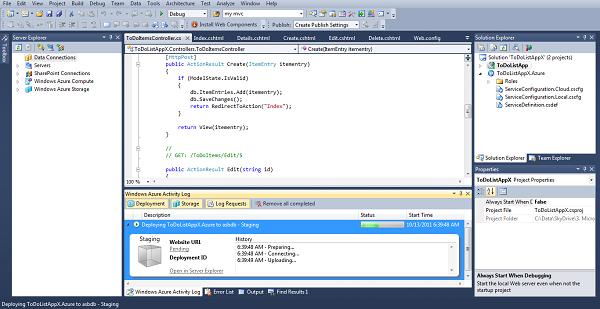 File Edit View Project Build Debug Team Data Tools Architecture Test Analyze Window Help
Debug my mvc
Install Web Components Publish: Create Publish Settings
Server Explorer
Data Connections
Servers
SharePoint Connections
Windows Azure Compute
Windows Azure Storage
Toolbox
ToDoItemsController.cs Index.cshtml Details.cshtml Create.cshtml Edit.cshtml Delete.cshtml Web.config
ToDoListAppX.Controllers.ToDoItemsController Create(ItemEntry itementry)
[HttpPost]
public ActionResult Create(ItemEntry itementry)
{
if (ModelState.IsValid)
{
db.ItemEntries.Add(itementry);
db.SaveChanges();
return RedirectToAction("Index");
}
return View(itementry);
}
//
// GET: /ToDoItems/Edit/5
public ActionResult Edit(string id)
{
100 %
Windows Azure Activity Log
Deployment Storage Log Requests Remove all completed
Description Status Start Time
Deploying ToDoListAppX.Azure to asbdb - Staging 10/13/2011 6:39:48 AM
Staging
Website URL
Pending
Deployment ID
Open in Server Explorer
History
6:39:48 AM - Preparing...
6:39:48 AM - Connecting...
6:39:49 AM - Uploading...
Windows Azure Activity Log Error List Output Find Results 1
Solution Explorer
Solution 'ToDoListAppX' (2 projects)
ToDoListApp
ToDoListAppX.Azure
Roles
ServiceConfiguration.Cloud.cscfg
ServiceConfiguration.Local.cscfg
ServiceDefinition.csdef
Solution Explorer Team Explorer
Properties
ToDoListAppX Project Properties
Always Start When D False
Project File ToDoListAppX.csproj
Project Folder C:\Data\SkyDrive\3. Micros
Always Start When Debugging
Start the local Web server even when not the startup project
Deploying ToDoListAppX.Azure to asbdb - Staging